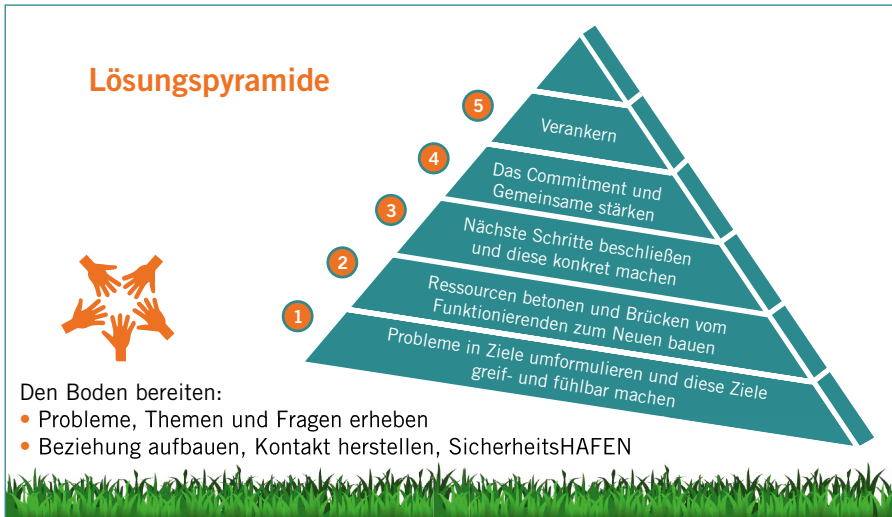 Lösungspyramide
5
Verankern
4
Das Commitment und
Gemeinsame stärken
3
Nächste Schritte beschließen
und diese konkret machen
2
Ressourcen betonen und Brücken vom
Funktionierenden zum Neuen bauen
1
Probleme in Ziele umformulieren und diese Ziele
greif- und fühlbar machen
Den Boden bereiten:
• Probleme, Themen und Fragen erheben
• Beziehung aufbauen, Kontakt herstellen, SicherheitsHAFEN